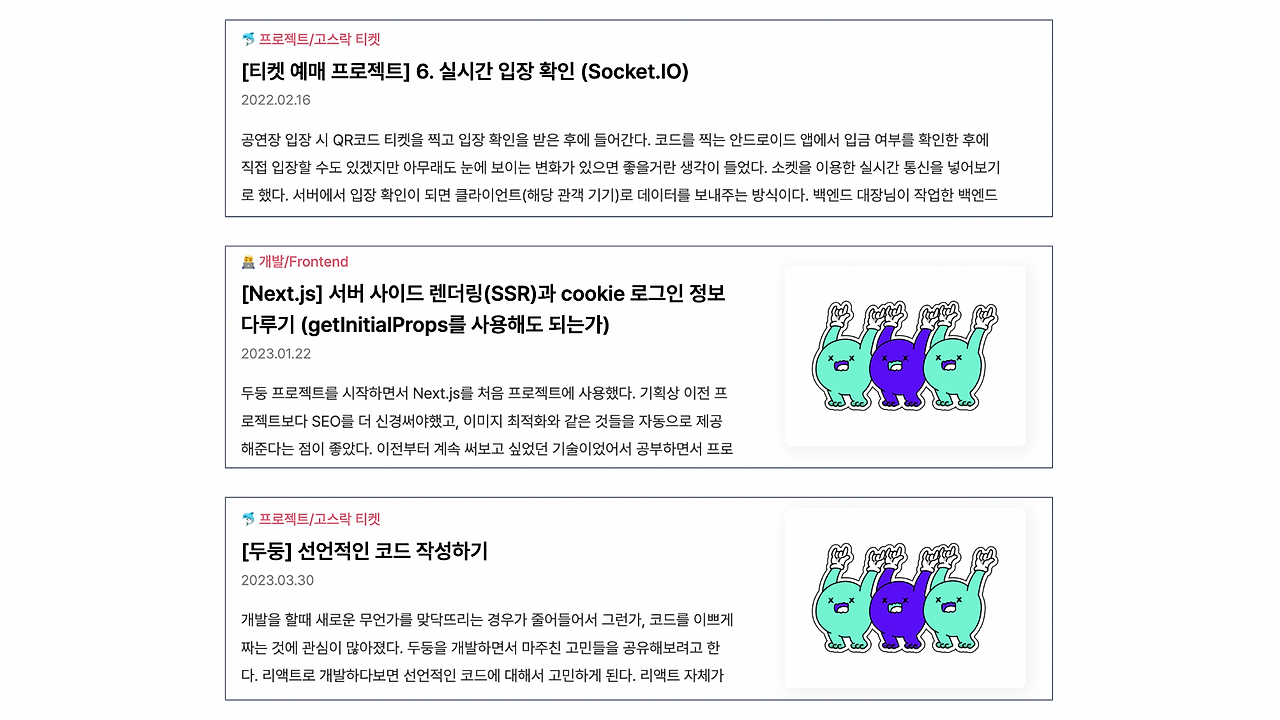 🐬 프로젝트/고스락 티켓
[티켓 예매 프로젝트] 6. 실시간 입장 확인 (Socket.IO)
2022.02.16
공연장 입장 시 QR코드 티켓을 찍고 입장 확인을 받은 후에 들어간다. 코드를 찍는 안드로이드 앱에서 입금 여부를 확인한 후에
직접 입장할 수도 있겠지만 아무래도 눈에 보이는 변화가 있으면 좋을거란 생각이 들었다. 소켓을 이용한 실시간 통신을 넣어보기
로 했다. 서버에서 입장 확인이 되면 클라이언트(해당 관객 기기)로 데이터를 보내주는 방식이다. 백엔드 대장님이 작업한 백엔드
🧑‍💻 개발/Frontend
[Next.js] 서버 사이드 렌더링(SSR)과 cookie 로그인 정보
다루기 (getInitialProps를 사용해도 되는가)
2023.01.22
두둥 프로젝트를 시작하면서 Next.js를 처음 프로젝트에 사용했다. 기획상 이전 프
로젝트보다 SEO를 더 신경써야했고, 이미지 최적화와 같은 것들을 자동으로 제공
해준다는 점이 좋았다. 이전부터 계속 써보고 싶었던 기술이었어서 공부하면서 프로
🐬 프로젝트/고스락 티켓
[두둥] 선언적인 코드 작성하기
2023.03.30
개발을 할때 새로운 무언가를 맞닥뜨리는 경우가 줄어들어서 그런가, 코드를 이쁘게
짜는 것에 관심이 많아졌다. 두둥을 개발하면서 마주친 고민들을 공유해보려고 한
다. 리액트로 개발하다보면 선언적인 코드에 대해서 고민하게 된다. 리액트 자체가